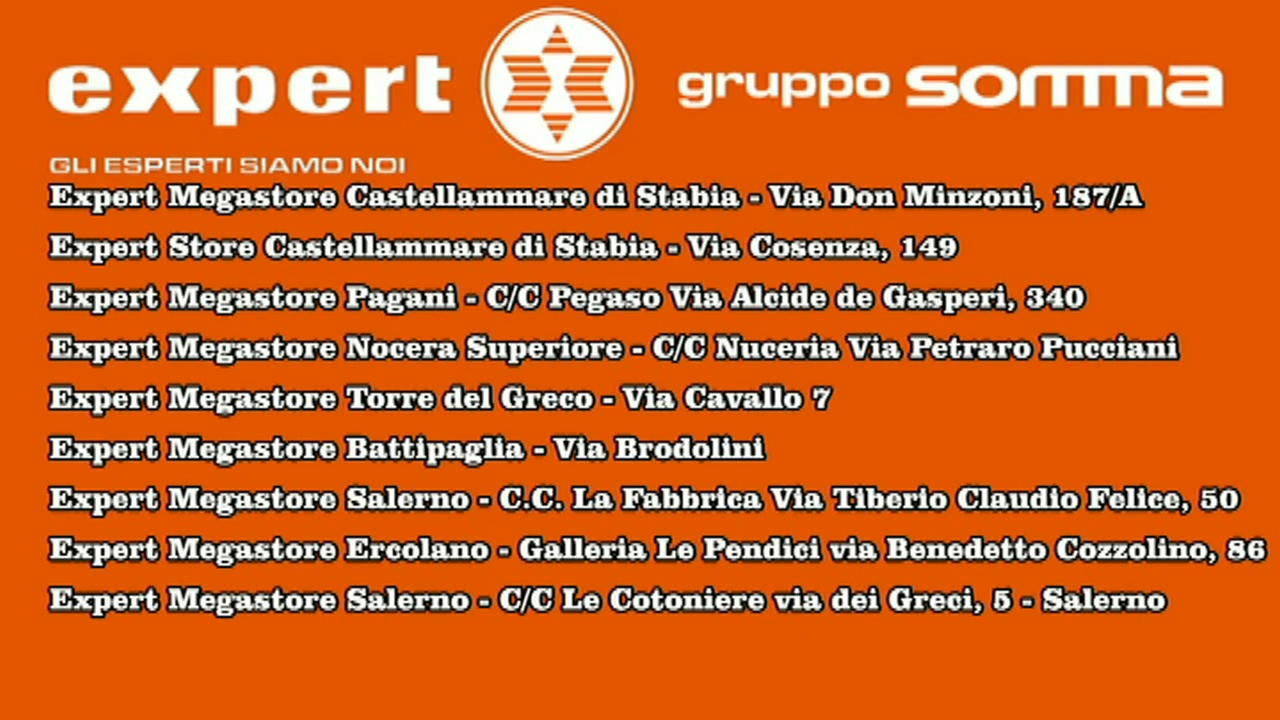 expert gruppo somma
GLI ESPERTI SIAMO NOI
Expert Megastore Castellammare di Stabia - Via Don Minzoni, 187/A
Expert Store Castellammare di Stabia - Via Cosenza, 149
Expert Megastore Pagani - C/C Pegaso Via Alcide de Gasperi, 340
Expert Megastore Nocera Superiore - C/C Nuceria Via Petraro Pucciani
Expert Megastore Torre del Greco - Via Cavallo 7
Expert Megastore Battipaglia - Via Brodolini
Expert Megastore Salerno - C.C. La Fabbrica Via Tiberio Claudio Felice, 50
Expert Megastore Ercolano - Galleria Le Pendici via Benedetto Cozzolino, 86
Expert Megastore Salerno - C/C Le Cotoniere via dei Greci, 5 - Salerno